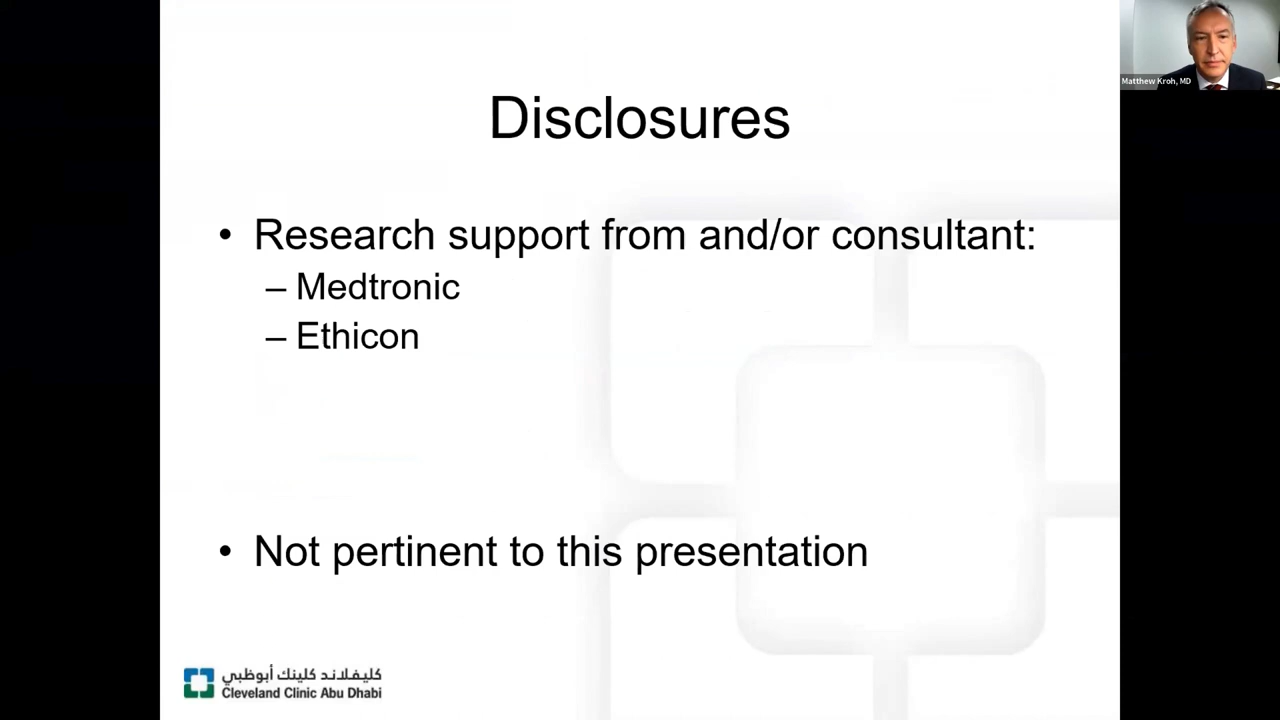 Disclosures
• Research support from and/or consultant:
– Medtronic
– Ethicon
• Not pertinent to this presentation
كليفلاند كلينك أبوظبي
Cleveland Clinic Abu Dhabi
Matthew Kroh, MD